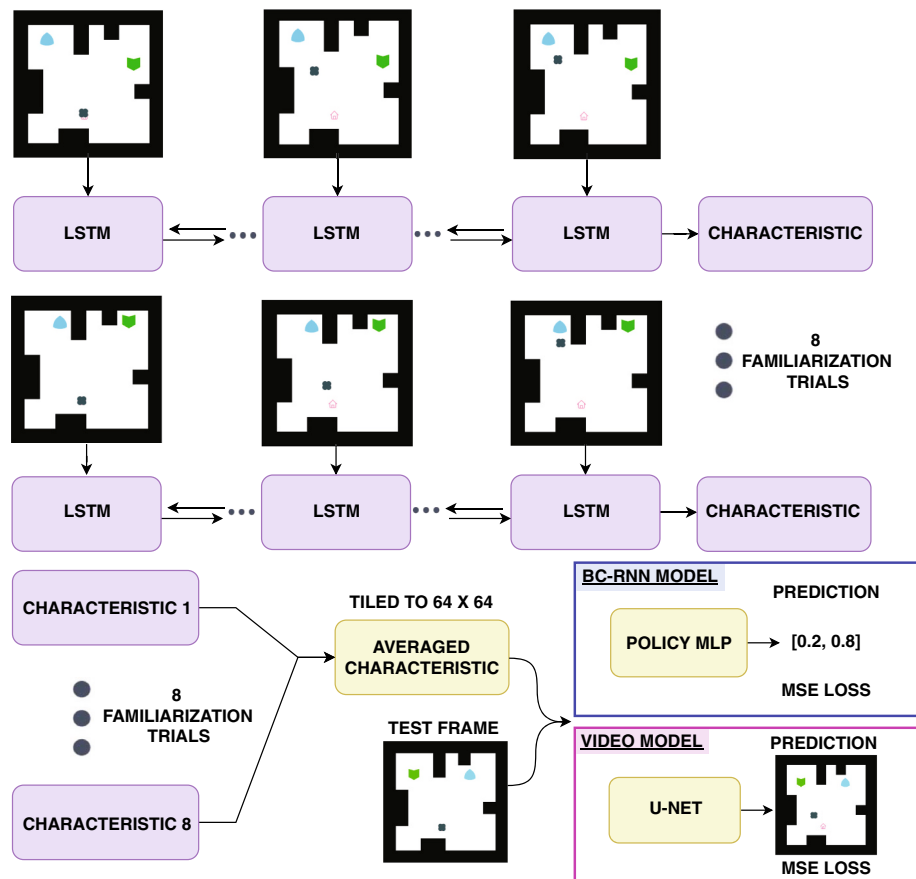 LSTM
LSTM
LSTM
CHARACTERISTIC
8
FAMILIARIZATION
TRIALS
LSTM
LSTM
LSTM
CHARACTERISTIC
CHARACTERISTIC 1
8
FAMILIARIZATION
TRIALS
CHARACTERISTIC 8
TILED TO 64 X 64
AVERAGED
CHARACTERISTIC
TEST FRAME
BC-RNN MODEL
PREDICTION
POLICY MLP
[0.2, 0.8]
MSE LOSS
VIDEO MODEL
PREDICTION
U-NET
MSE LOSS